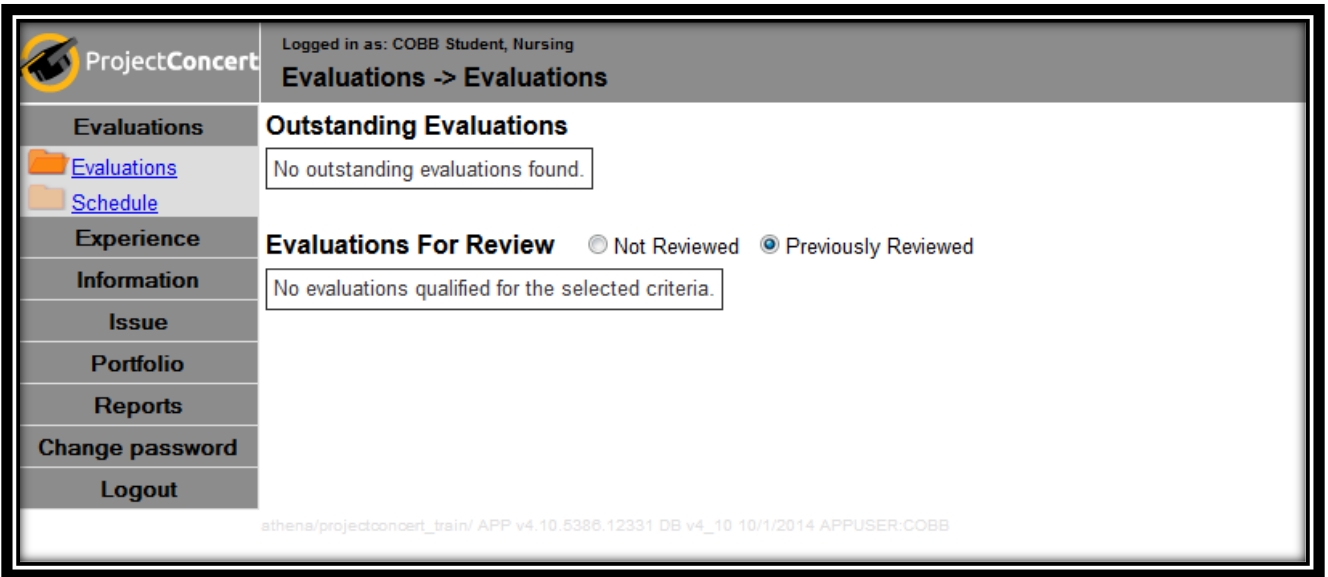 ProjectConcert
Logged in as: COBB Student, Nursing
Evaluations -> Evaluations
Evaluations
Evaluations
Schedule
Experience
Information
Issue
Portfolio
Reports
Change password
Logout
Outstanding Evaluations
No outstanding evaluations found.
Evaluations For Review Not Reviewed Previously Reviewed
No evaluations qualified for the selected criteria.
athena/projectconcert_train/ APP v4.10.5386.12331 DB v4_10 10/1/2014 APPUSER:COBB